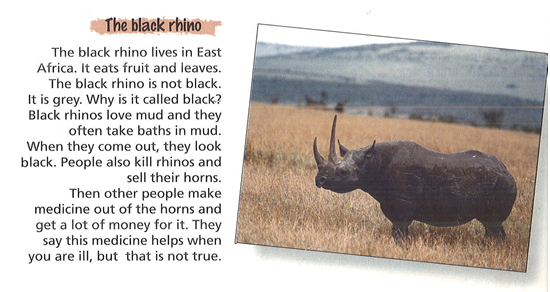 The black rhino
The black rhino lives in East
Africa. It eats fruit and leaves.
The black rhino is not black.
It is grey. Why is it called black?
Black rhinos love mud and they
often take baths in mud.
When they come out, they look
black. People also kill rhinos and
sell their horns.
Then other people make
medicine out of the horns and
get a lot of money for it. They
say this medicine helps when
you are ill, but that is not true.